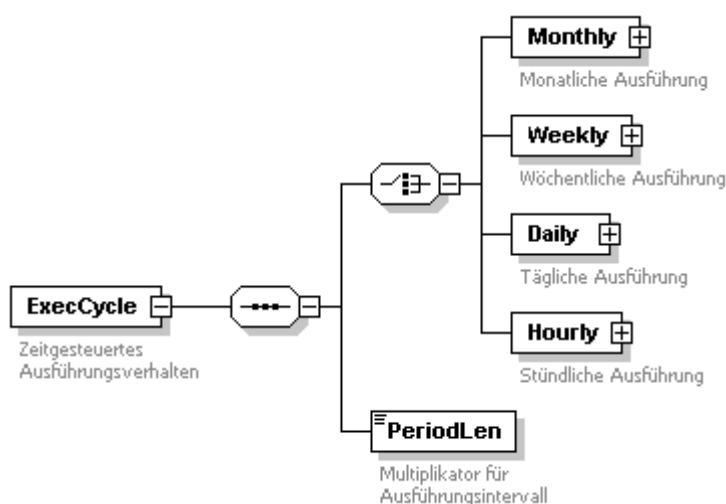 Monthly
Monatliche Ausführung
Weekly
Wöchentliche Ausführung
Daily
Tägliche Ausführung
ExecCycle
Zeitgesteuertes
Ausführungsverhalten
Hourly
Stündliche Ausführung
PeriodLen
Multiplikator für
Ausführungsintervall